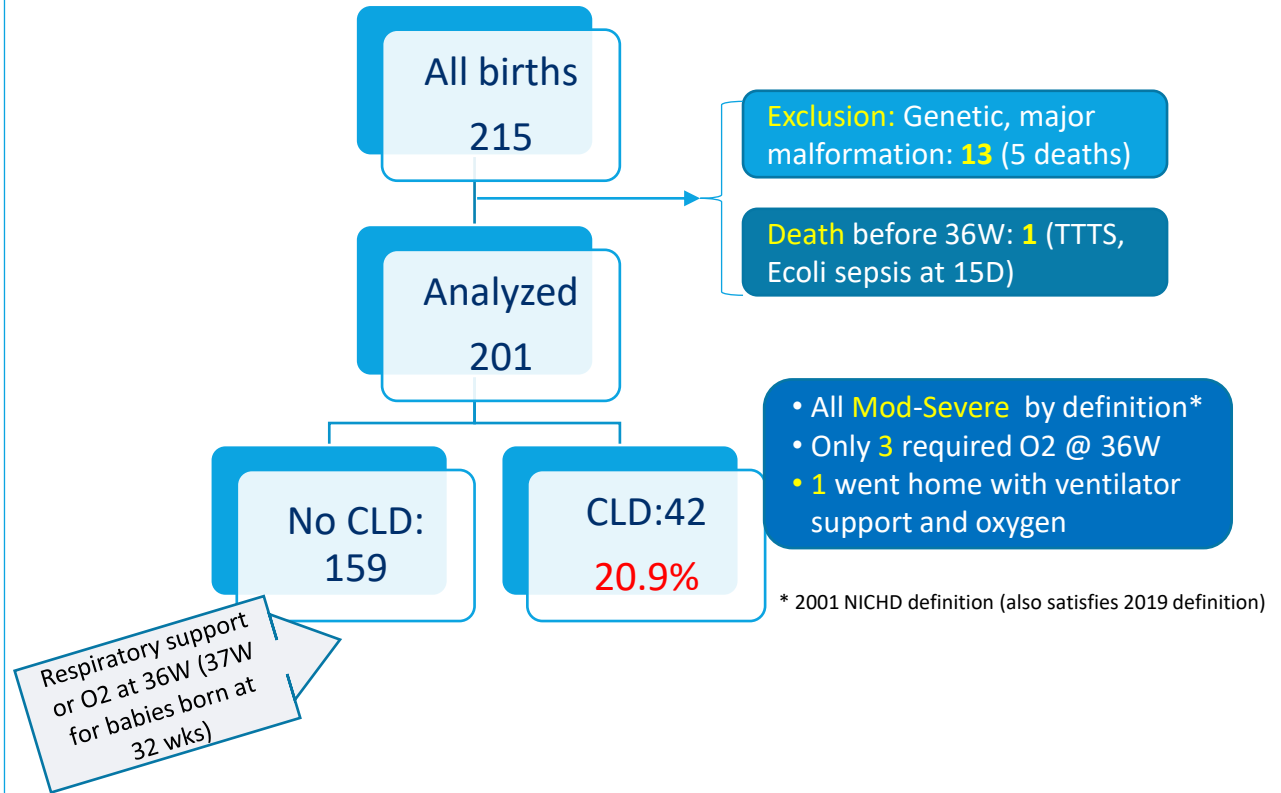 All births
215
Exclusion: Genetic, major
malformation: 13 (5 deaths)
Death before 36W: 1 (TTTS,
Ecoli sepsis at 15D)
Analyzed
201
No CLD:
159
CLD:42
20.9%
• All Mod-Severe by definition*
• Only 3 required O2 @ 36W
• 1 went home with ventilator
support and oxygen
* 2001 NICHD definition (also satisfies 2019 definition)
Respiratory support
or O2 at 36W (37W
for babies born at
32 wks)